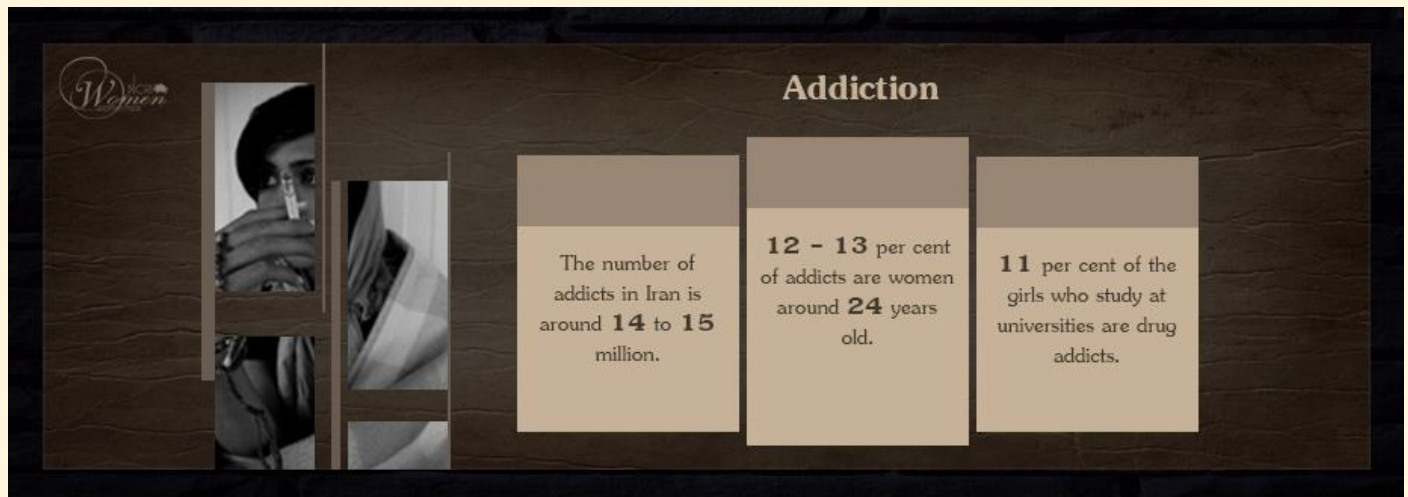 NCRI
Women
Addiction
The number of
addicts in Iran is
around 14 to 15
million.
12 - 13 per cent
of addicts are women
around 24 years
old.
11 per cent of the
girls who study at
universities are drug
addicts.